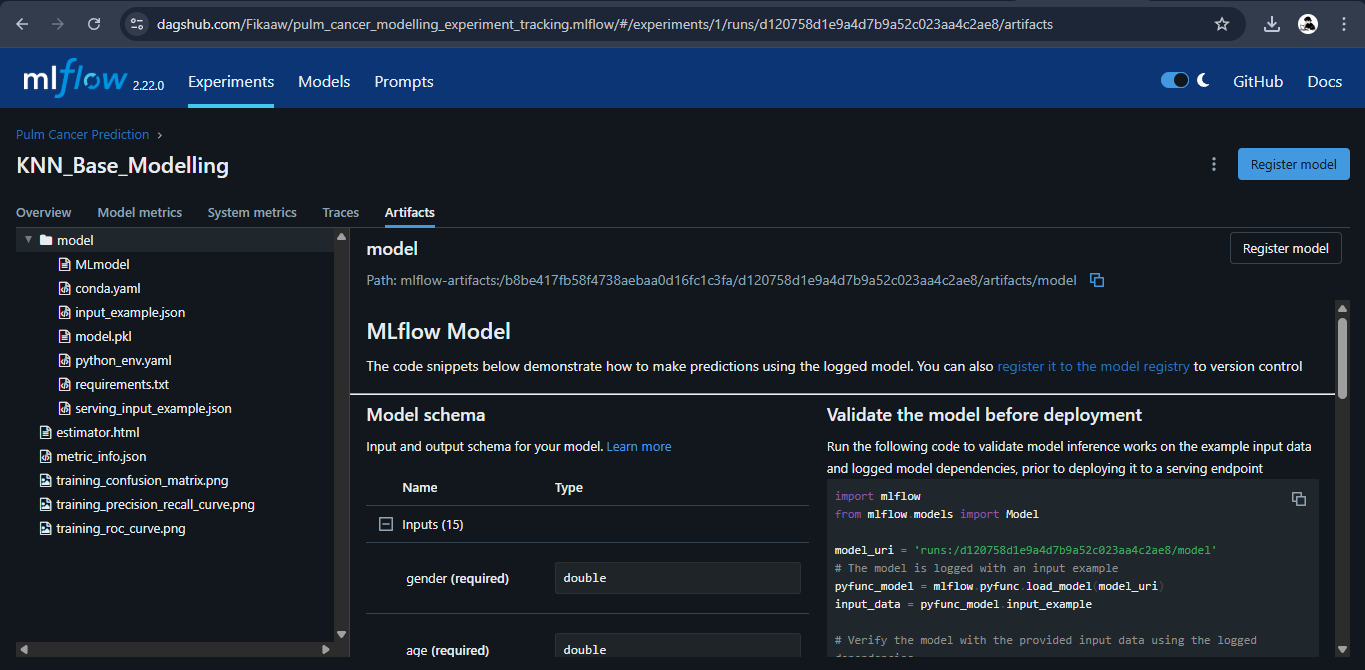 dagshub.com/Fikaaw/pulm_cancer_modelling_experiment_tracking.mlflow/#/experiments/1/runs/d120758d1e9a4d7b9a52c023aa4c2ae8/artifacts
mlflow 2.22.0 Experiments Models Prompts GitHub Docs
Pulm Cancer Prediction ›
KNN_Base_Modelling
Register model
Overview Model metrics System metrics Traces Artifacts
model
MLmodel
conda.yaml
input_example.json
model.pkl
python_env.yaml
requirements.txt
serving_input_example.json
estimator.html
metric_info.json
training_confusion_matrix.png
training_precision_recall_curve.png
training_roc_curve.png
model
Register model
Path: mlflow-artifacts:/b8be417fb58f4738aebaa0d16fc1c3fa/d120758d1e9a4d7b9a52c023aa4c2ae8/artifacts/model
MLflow Model
The code snippets below demonstrate how to make predictions using the logged model. You can also register it to the model registry to version control
Model schema
Input and output schema for your model. Learn more
Name Type
Inputs (15)
gender (required) double
age (required) double
Validate the model before deployment
Run the following code to validate model inference works on the example input data
and logged model dependencies, prior to deploying it to a serving endpoint
import mlflow
from mlflow.models import Model
model_uri = 'runs:/d120758d1e9a4d7b9a52c023aa4c2ae8/model'
# The model is logged with an input example
pyfunc_model = mlflow.pyfunc.load_model(model_uri)
input_data = pyfunc_model.input_example
# Verify the model with the provided input data using the logged
dependencies.